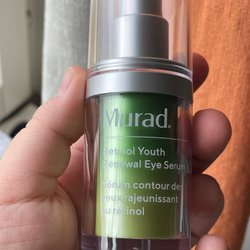 Murad.
Retinol Youth
Renewal Eye Serum
Sérum contour des
yeux rajeunissant
au rétinol